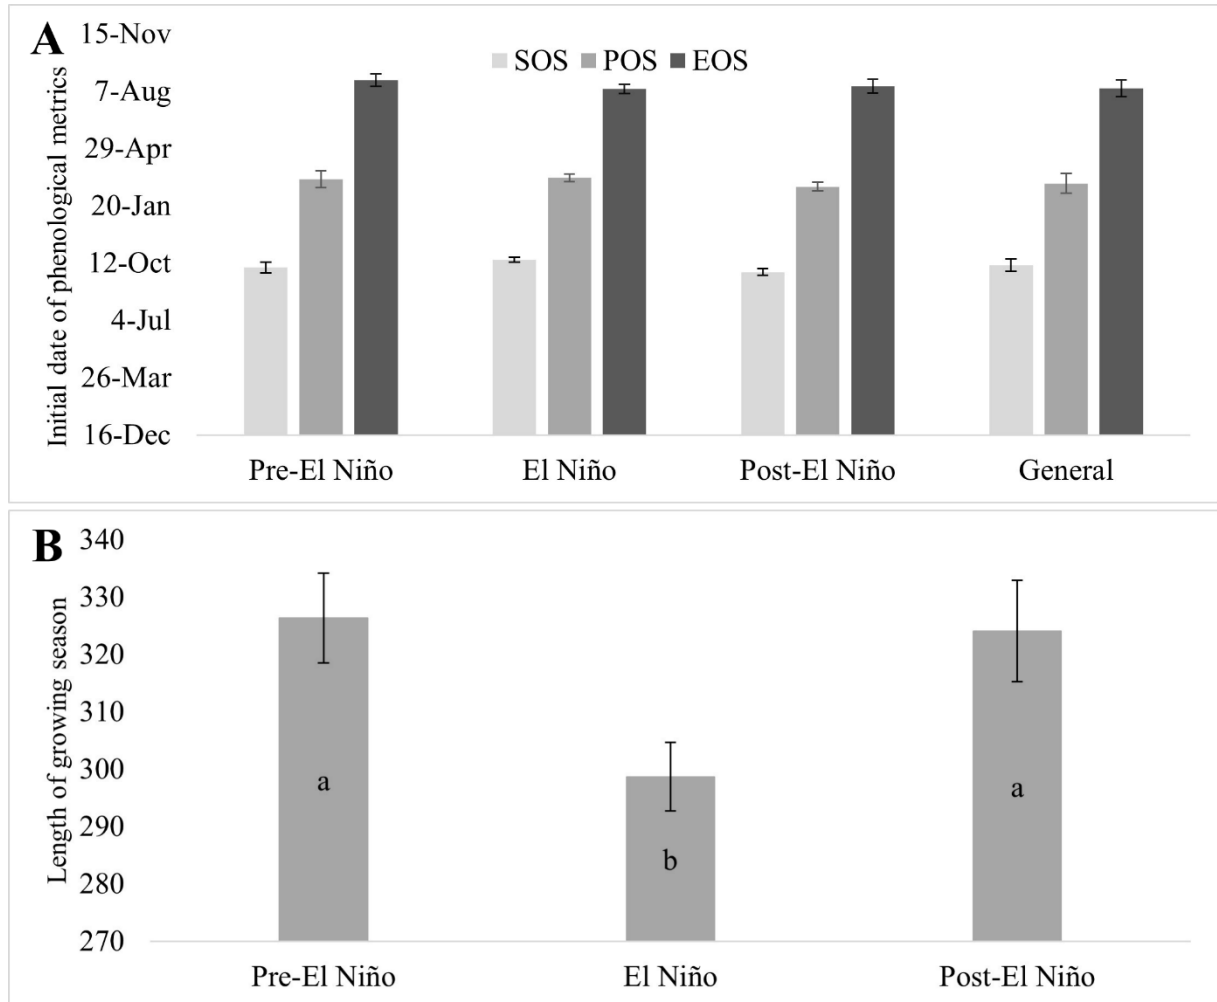 A
Initial date of phenological metrics
15-Nov
7-Aug
29-Apr
20-Jan
12-Oct
4-Jul
26-Mar
16-Dec
SOS POS EOS
Pre-El Niño El Niño Post-El Niño General
B
Length of growing season
340
330
320
310
300
290
280
270
a
b
a
Pre-El Niño El Niño Post-El Niño